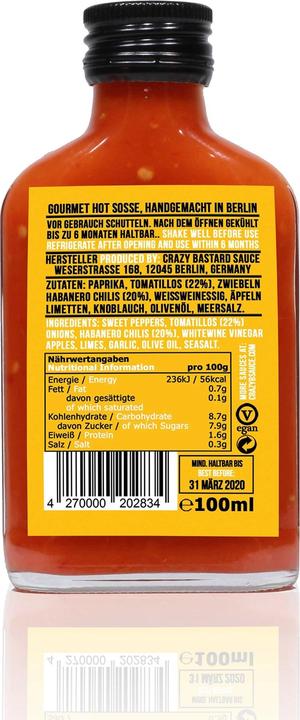 GOURMET HOT SOSSE, HANDGEMACHT IN BERLIN
VOR GEBRAUCH SCHUTTELN. NACH DEM ÖFFNEN GEKÜHLT
BIS ZU 6 MONATEN HALTBAR.. SHAKE WELL BEFORE USE
REFRIGERATE AFTER OPENING AND USE WITHIN 6 MONTHS
HERSTELLER PRODUCED BY: CRAZY BASTARD SAUCE
WESERSTRASSE 168, 12045 BERLIN, GERMANY
ZUTATEN: PAPRIKA, TOMATILLOS (22%), ZWIEBELN
HABANERO CHILIS (20%), WEISSWEINESSIG, ÄPFELN
LIMETTEN, KNOBLAUCH, OLIVENÖL, MEERSALZ.
INGREDIENTS: SWEET PEPPERS, TOMATILLOS (22%)
ONIONS, HABANERO CHILIS (20%), WHITEWINE VINEGAR
APPLES, LIMES, GARLIC, OLIVE OIL, SEASALT.
Nährwertangaben
Nutritional Information pro 100g
Energie / Energy 236kJ / 56kcal
Fett / Fat 0.7g
davon gesättigte 0.1g
of which saturated
Kohlenhydrate / Carbohydrate 8.7g
davon Zucker / of which Sugars 7.9g
Eiweiß / Protein 1.6g
Salz / Salt 0.3g
MORE SAUCES AT:
CRAZYBSAUCE.COM
V
vegan
4 270000 202834
MIND. HALTBAR BIS
BEST BEFORE:
31 MÄRZ 2020
℮100ml